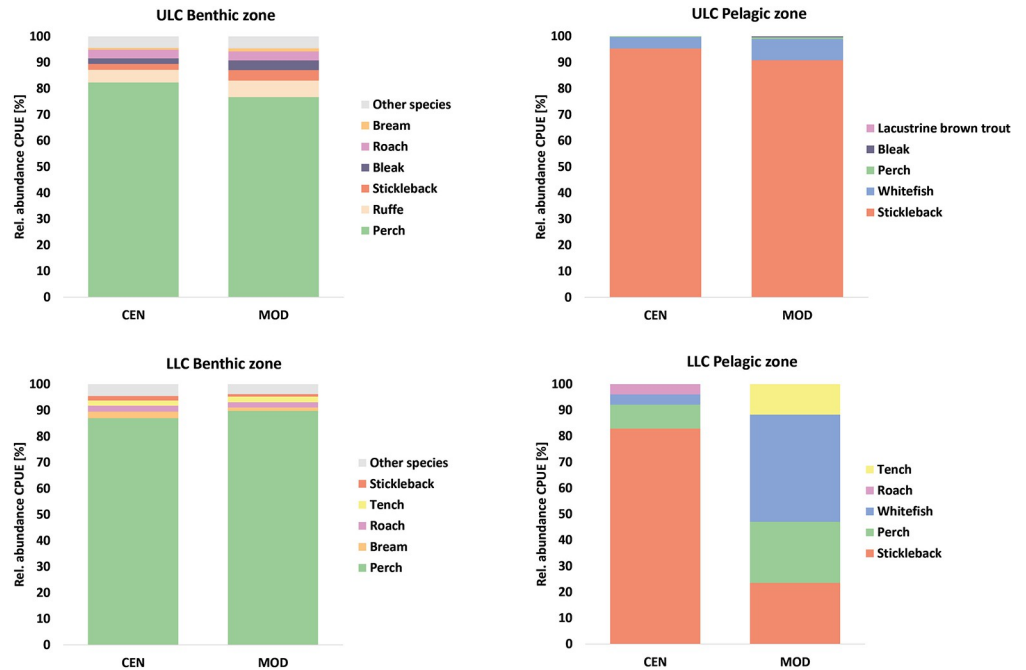 ULC Benthic zone
Rel. abundance CPUE [%]
100
90
80
70
60
50
40
30
20
10
0
CEN MOD
Other species
Bream
Roach
Bleak
Stickleback
Ruffe
Perch
ULC Pelagic zone
Rel. abundance CPUE [%]
100
90
80
70
60
50
40
30
20
10
0
CEN MOD
Lacustrine brown trout
Bleak
Perch
Whitefish
Stickleback
LLC Benthic zone
Rel. abundance CPUE [%]
100
90
80
70
60
50
40
30
20
10
0
CEN MOD
Other species
Stickleback
Tench
Roach
Bream
Perch
LLC Pelagic zone
Rel. abundance CPUE [%]
100
90
80
70
60
50
40
30
20
10
0
CEN MOD
Tench
Roach
Whitefish
Perch
Stickleback